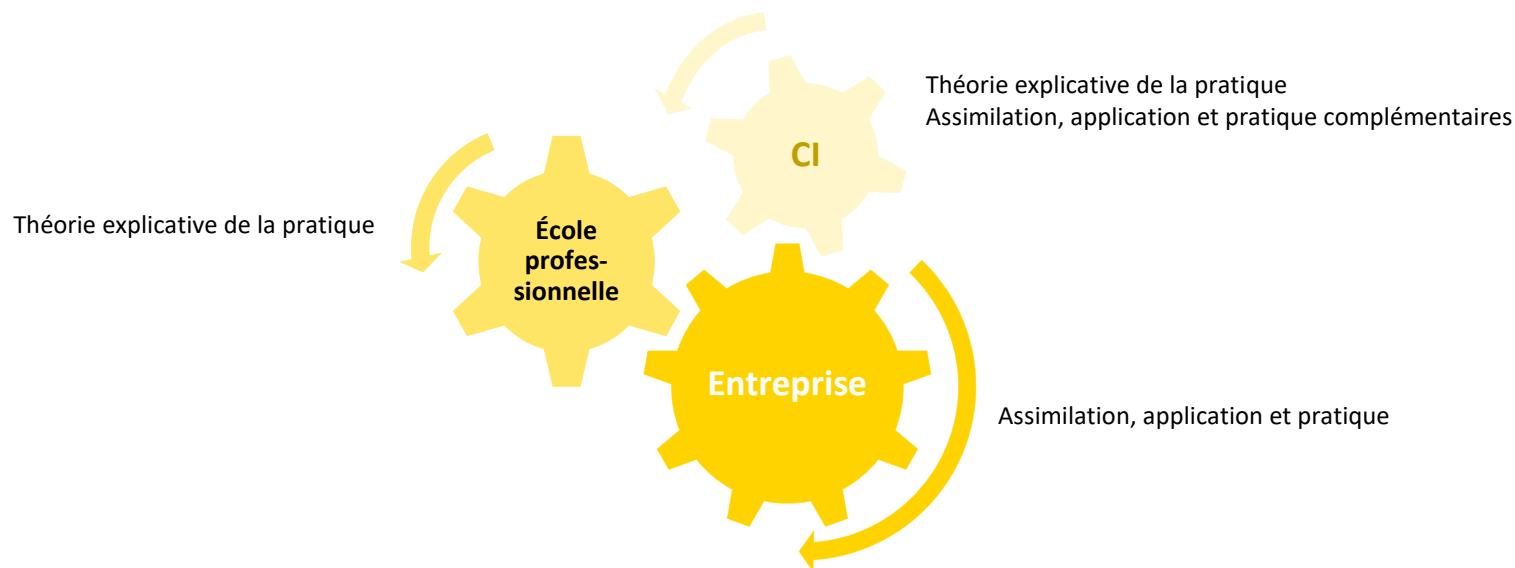 Théorie explicative de la pratique
Assimilation, application et pratique complémentaires
CI
Théorie explicative de la pratique
École
profes-
sionnelle
Entreprise
Assimilation, application et pratique